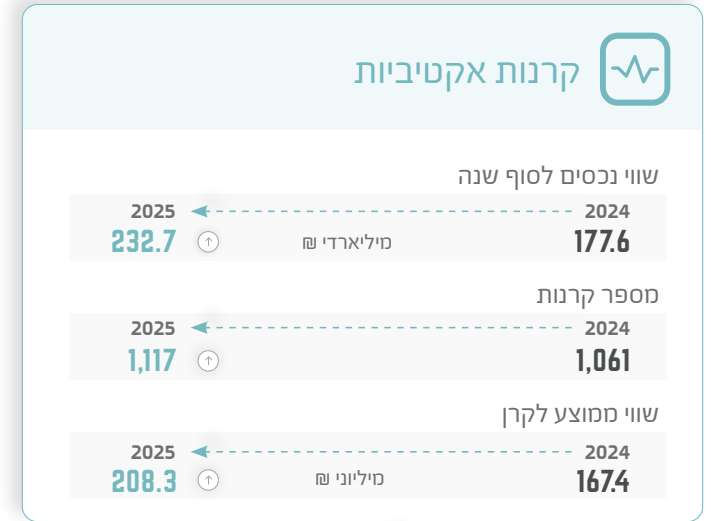 קרנות אקטיביות
שווי נכסים לסוף שנה
2024 2025
177.6 מיליארדי ₪ 232.7
מספר קרנות
2024 2025
1,061 1,117
שווי ממוצע לקרן
2024 2025
167.4 מיליוני ₪ 208.3